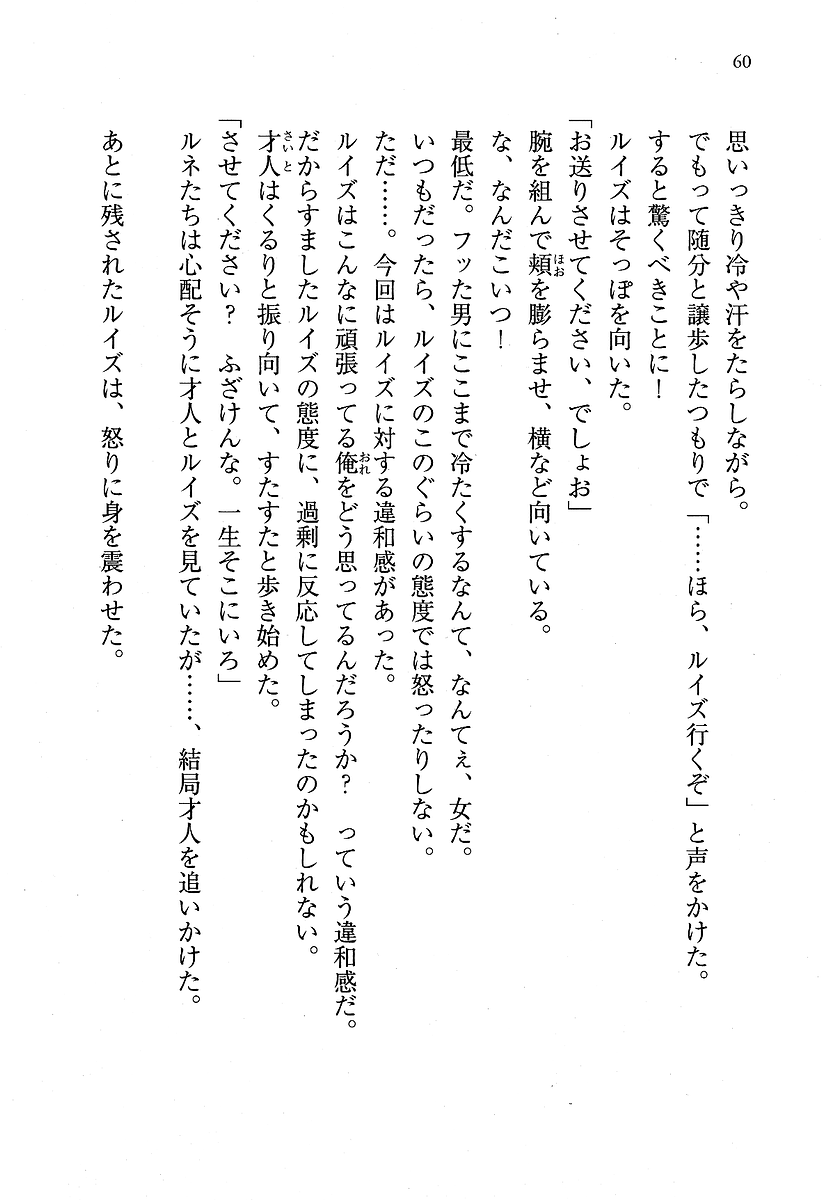 60
思いっきり冷や汗をたらしながら。
でもって随分と譲歩したつもりで「……ほら、ルイズ行くぞ」と声をかけた。
すると驚くべきことに！
ルイズはそっぽを向いた。
「お送りさせてください、でしょお」
腕を組んで頬を膨らませ、横など向いている。
な、なんだこいつ！
最低だ。フッた男にここまで冷たくするなんて、なんてぇ、女だ。
いつもだったら、ルイズのこのぐらいの態度では怒ったりしない。
ただ……。今回はルイズに対する違和感があった。
ルイズはこんなに頑張ってる俺をどう思ってるんだろうか？　っていう違和感だ。
だからすましたルイズの態度に、過剰に反応してしまったのかもしれない。
才人はくるりと振り向いて、すたすたと歩き始めた。
「させてください？　ふざけんな。一生そこにいろ」
ルネたちは心配そうに才人とルイズを見ていたが……、結局才人を追いかけた。
あとに残されたルイズは、怒りに身を震わせた。